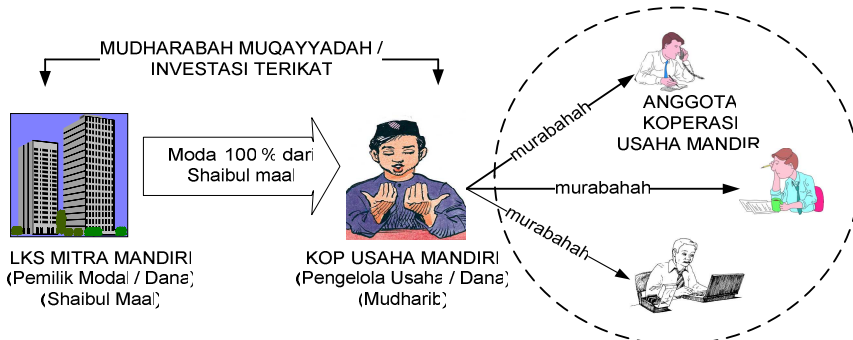 MUDHARABAH MUQAYYADAH /
INVESTASI TERIKAT
Moda 100 % dari
Shaibul maal
LKS MITRA MANDIRI
(Pemilik Modal / Dana)
(Shaibul Maal)
KOP USAHA MANDIRI
(Pengelola Usaha / Dana)
(Mudharib)
murabahah
murabahah
murabahah
ANGGOTA
KOPERASI
USAHA MANDIR